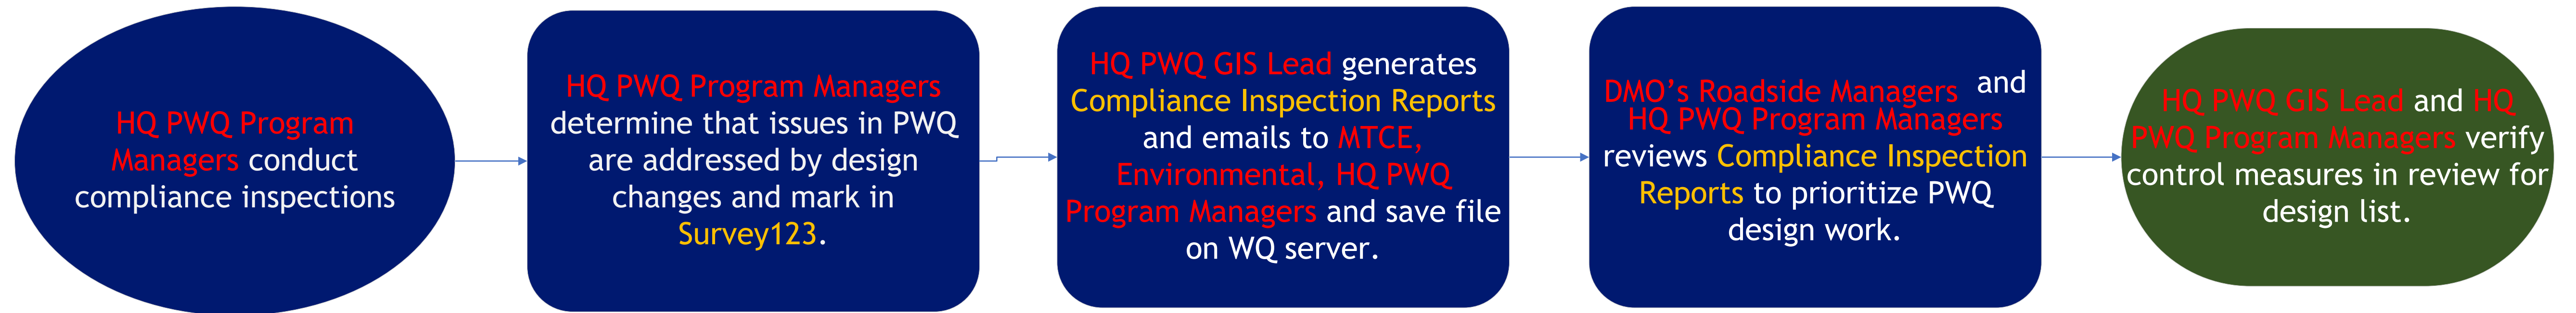 HQ PWQ Program
Managers conduct
compliance inspections
HQ PWQ Program Managers
determine that issues in PWQ
are addressed by design
changes and mark in
Survey123.
HQ PWQ GIS Lead generates
Compliance Inspection Reports
and emails to MTCE,
Environmental, HQ PWQ
Program Managers and save file
on WQ server.
DMO’s Roadside Managers and
HQ PWQ Program Managers
reviews Compliance Inspection
Reports to prioritize PWQ
design work.
HQ PWQ GIS Lead and HQ
PWQ Program Managers verify
control measures in review for
design list.